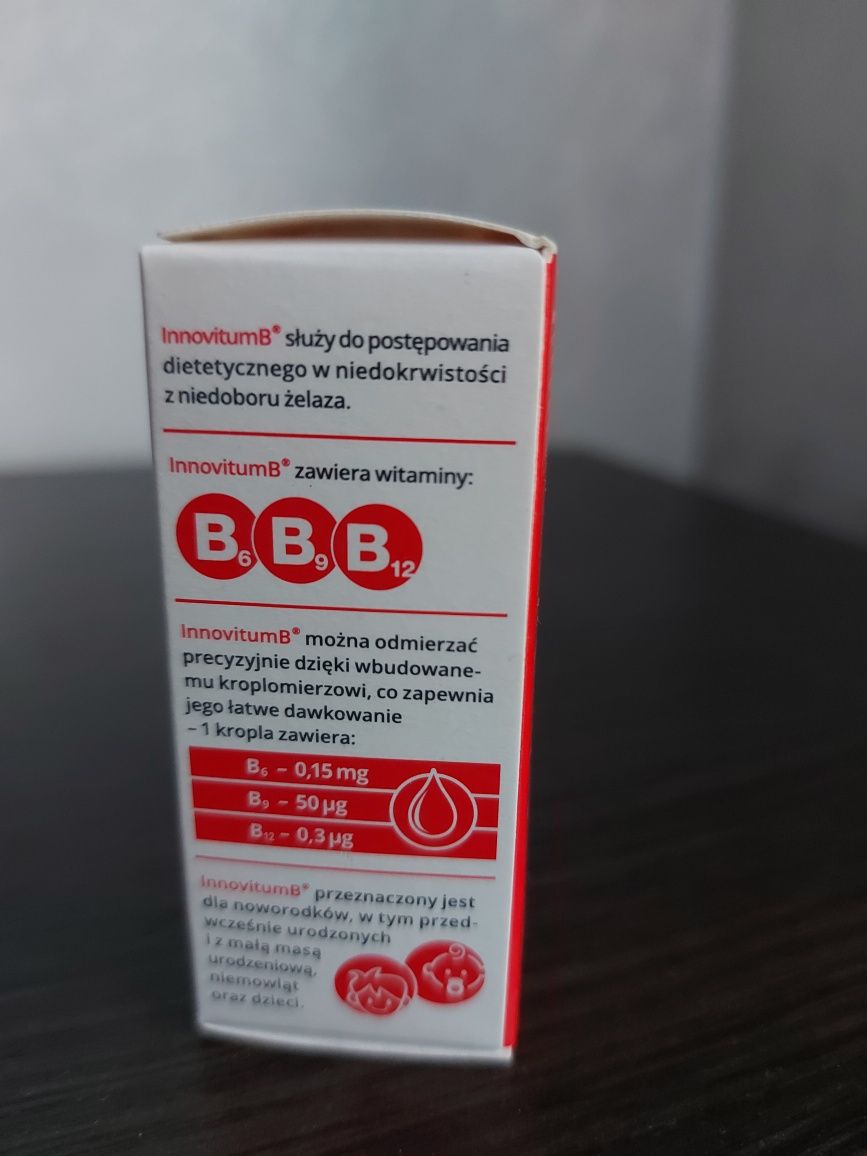 InnovitumB® służy do postępowania
dietetycznego w niedokrwistości
z niedoboru żelaza.
InnovitumB® zawiera witaminy:
B6 B9 B12
InnovitumB® można odmierzać
precyzyjnie dzięki wbudowane-
mu kroplomierzowi, co zapewnia
jego łatwe dawkowanie
– 1 kropla zawiera:
B6 – 0,15 mg
B9 – 50 µg
B12 – 0,3 µg
InnovitumB® przeznaczony jest
dla noworodków, w tym przed-
wcześnie urodzonych
i z małą masą
urodzeniową,
niemowląt
oraz dzieci.